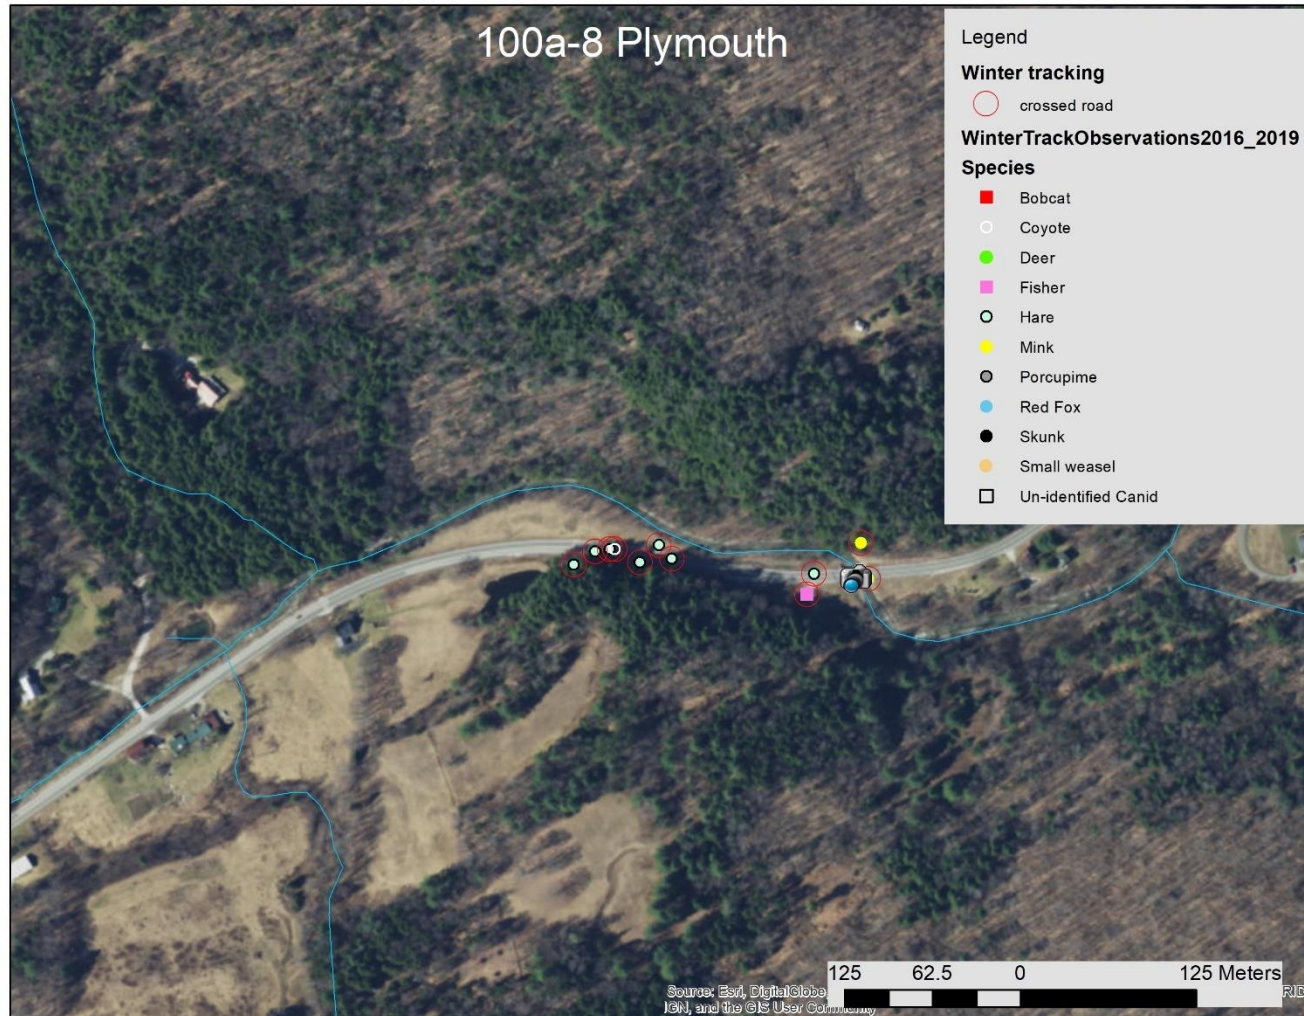 100a-8 Plymouth
Legend
Winter tracking
crossed road
WinterTrackObservations2016_2019
Species
Bobcat
Coyote
Deer
Fisher
Hare
Mink
Porcupime
Red Fox
Skunk
Small weasel
Un-identified Canid
125 62.5 0 125 Meters
Source: Esri, DigitalGlobe,
IGN, and the GIS User Community